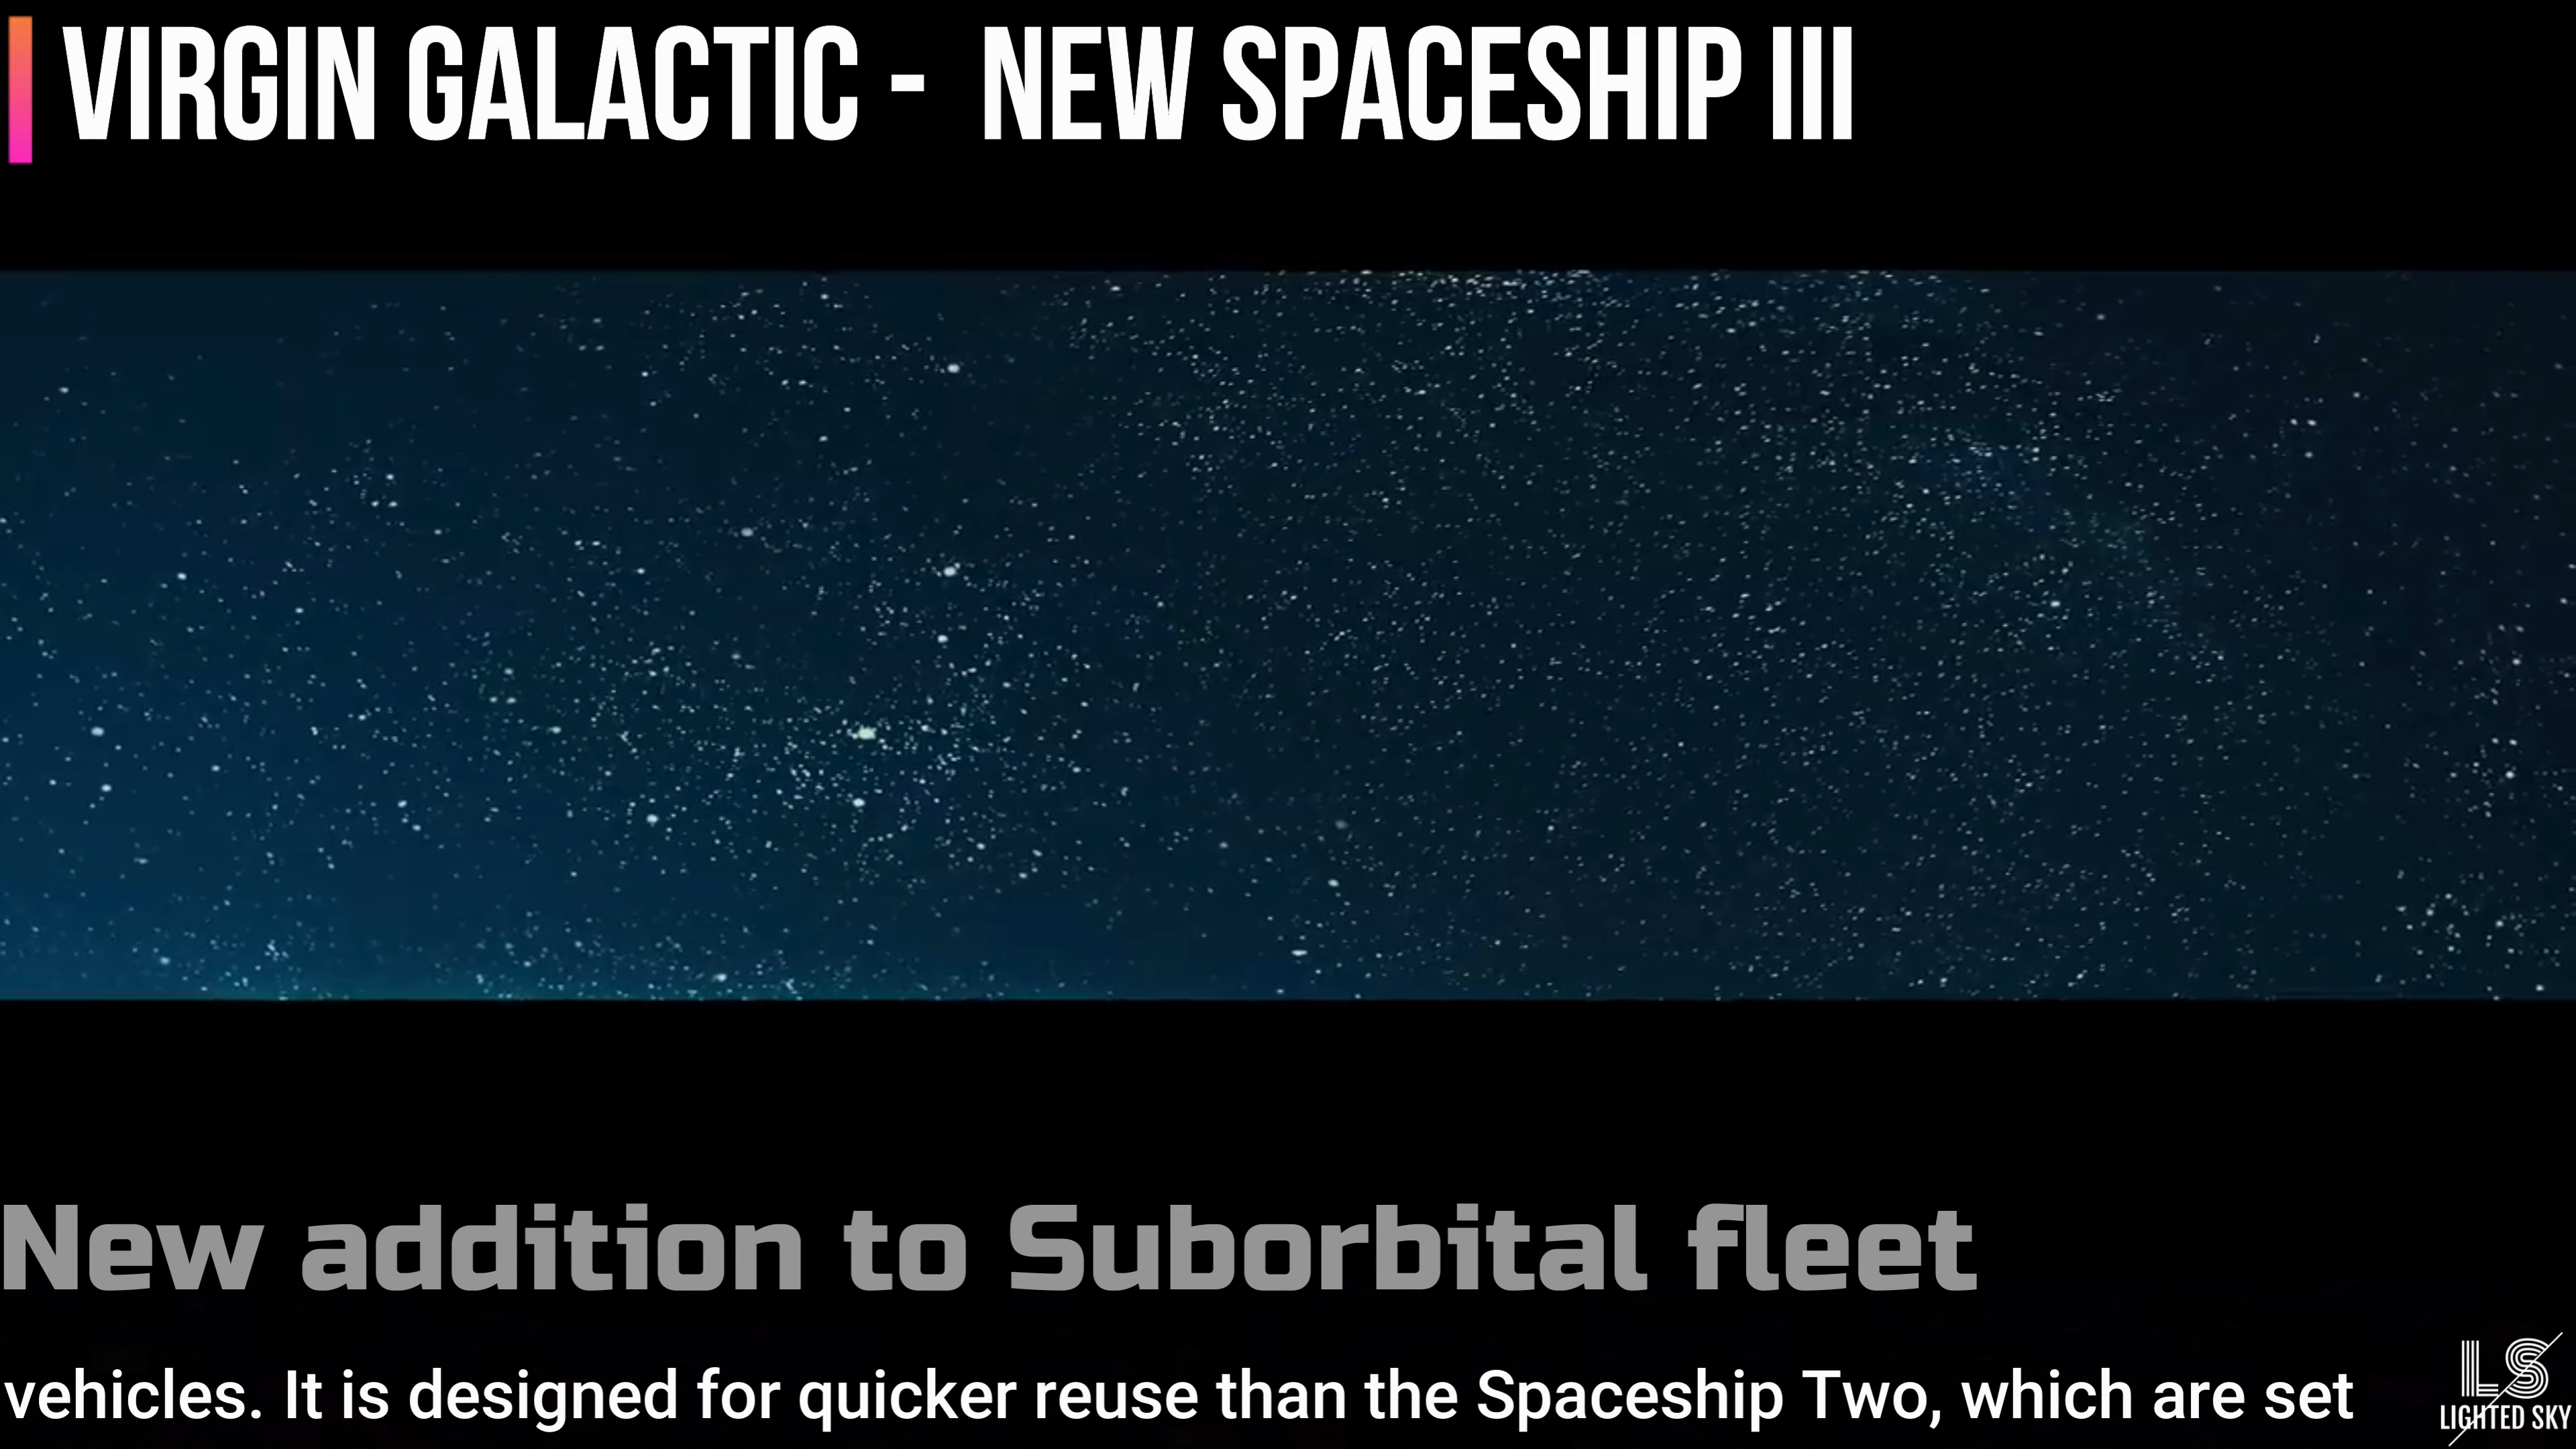 VIRGIN GALACTIC - NEW SPACESHIP III
New addition to Suborbital fleet
vehicles. It is designed for quicker reuse than the Spaceship Two, which are set
LS
LIGHTED SKY